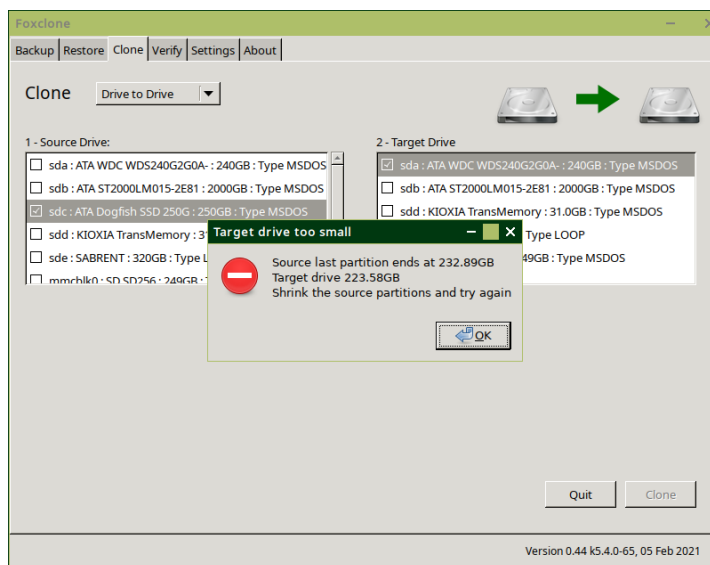 Foxclone
Backup Restore Clone Verify Settings About
Clone Drive to Drive
1 - Source Drive: 2 - Target Drive
sda : ATA WDC WDS240G2G0A- : 240GB : Type MSDOS
sdb : ATA ST2000LM015-2E81 : 2000GB : Type MSDOS
sdc : ATA Dogfish SSD 250G : 250GB : Type MSDOS
sdd : KIOXIA TransMemory : 3
sde : SABRENT : 320GB : Type L
mmcblk0 : SD SD256 : 249GB :
sda : ATA WDC WDS240G2G0A- : 240GB : Type MSDOS
sdb : ATA ST2000LM015-2E81 : 2000GB : Type MSDOS
sdd : KIOXIA TransMemory : 31.0GB : Type MSDOS
Type LOOP
49GB : Type MSDOS
Target drive too small
Source last partition ends at 232.89GB
Target drive 223.58GB
Shrink the source partitions and try again
OK
Quit Clone
Version 0.44 k5.4.0-65, 05 Feb 2021